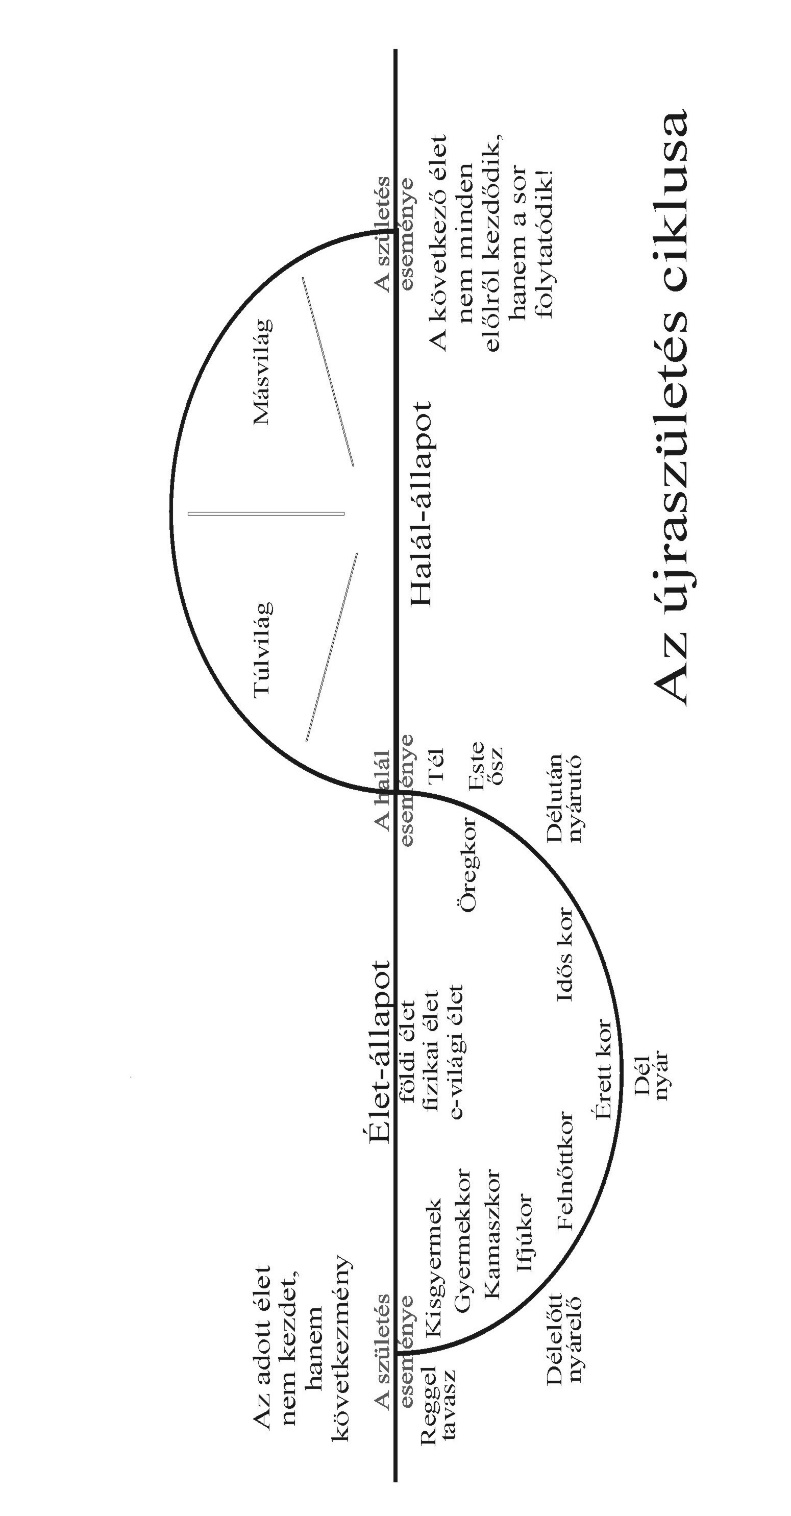 Az adott élet
nem kezdet,
hanem
következmény
A születés
eseménye
Reggel
tavasz
Kisgyermek
Gyermekkor
Kamaszkor
Ifjúkor
Délelőtt
nyárelő
Felnőttkor
Élet-állapot
földi élet
fizikai élet
e-világi élet
Érett kor
Dél
nyár
Idős kor
Öregkor
Délután
nyárutó
A halál
eseménye
Tél
Este
ősz
Túlvilág
Másvilág
Halál-állapot
A születés
eseménye
A következő élet
nem minden
előlről kezdődik,
hanem a sor
folytatódik!
Az újraszületés ciklusa